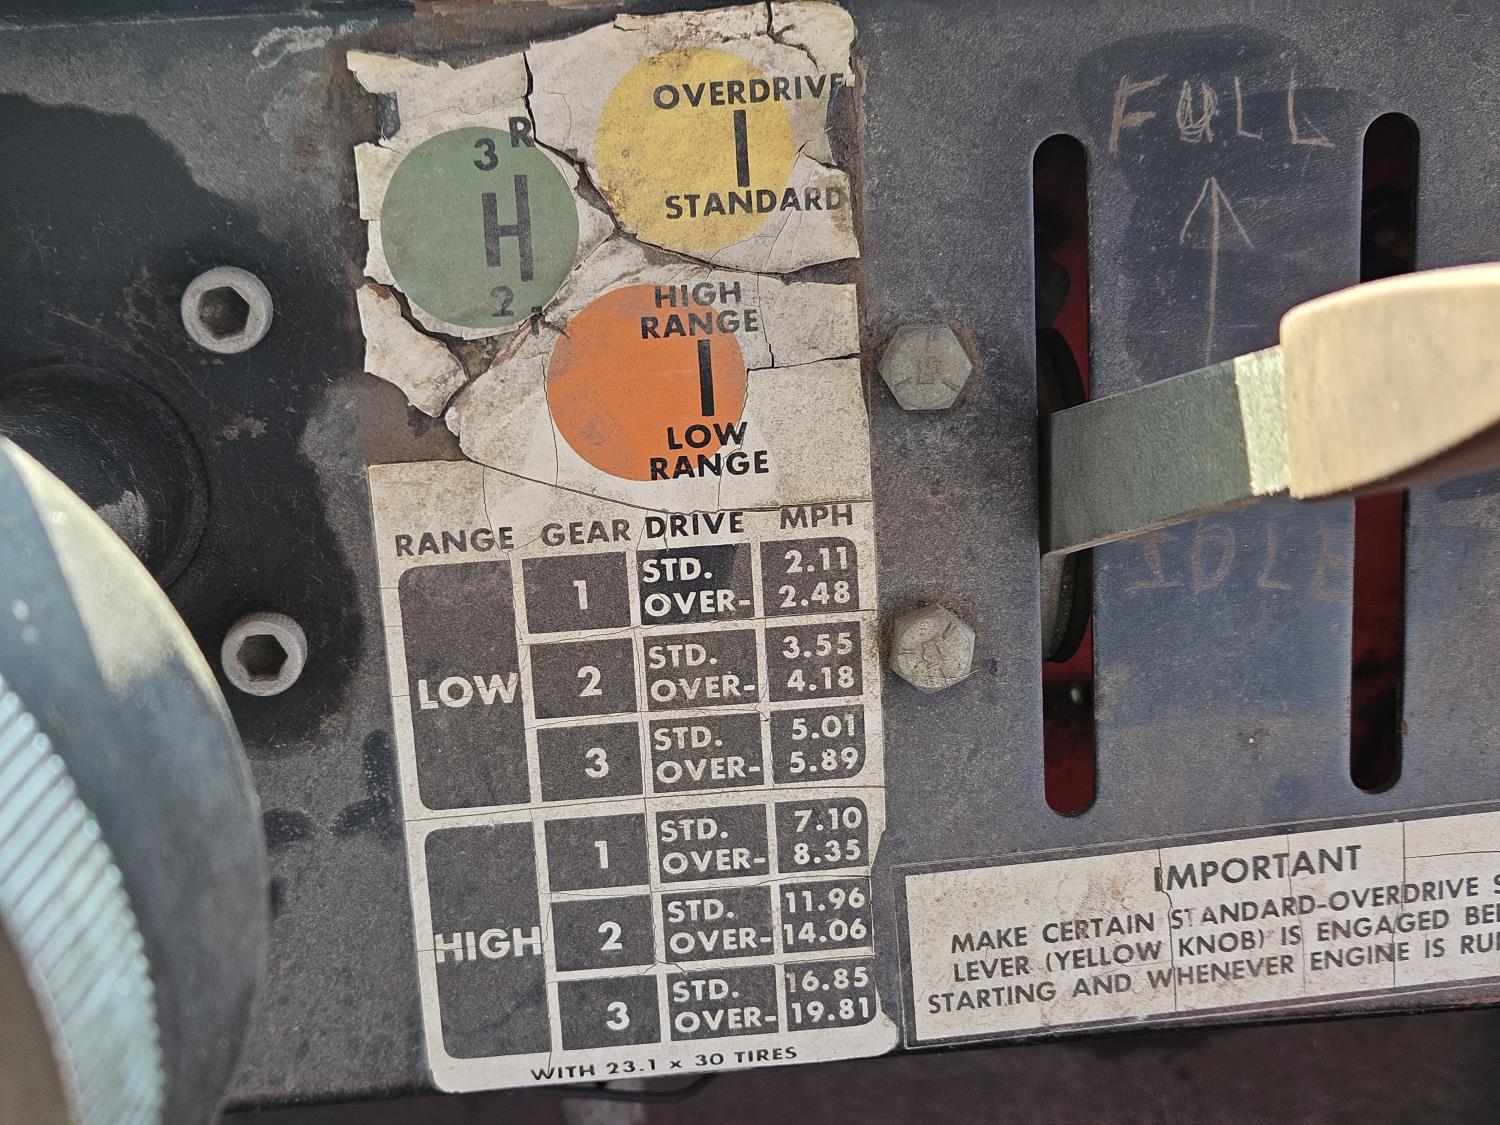 OVERDRIVE
STANDARD
3 R
2 1
HIGH
RANGE
LOW
RANGE
RANGE GEAR DRIVE MPH
LOW
1 STD. 2.11
OVER- 2.48
2 STD. 3.55
OVER- 4.18
3 STD. 5.01
OVER- 5.89
HIGH
1 STD. 7.10
OVER- 8.35
2 STD. 11.96
OVER- 14.06
3 STD. 16.85
OVER- 19.81
WITH 23.1 x 30 TIRES
FULL
IDLE
IMPORTANT
MAKE CERTAIN STANDARD-OVERDRIVE
LEVER (YELLOW KNOB) IS ENGAGED
STARTING AND WHENEVER ENGINE IS